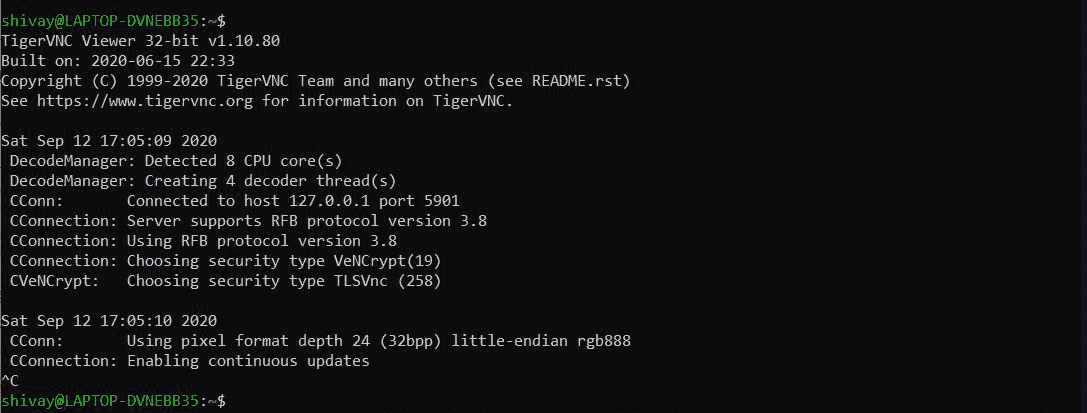 shivay@LAPTOP-DVNEBB35:~$
TigerVNC Viewer 32-bit v1.10.80
Built on: 2020-06-15 22:33
Copyright (C) 1999-2020 TigerVNC Team and many others (see README.rst)
See https://www.tigervnc.org for information on TigerVNC.

Sat Sep 12 17:05:09 2020
 DecodeManager: Detected 8 CPU core(s)
 DecodeManager: Creating 4 decoder thread(s)
 CConn:       Connected to host 127.0.0.1 port 5901
 CConnection: Server supports RFB protocol version 3.8
 CConnection: Using RFB protocol version 3.8
 CConnection: Choosing security type VeNCrypt(19)
 CVeNCrypt:   Choosing security type TLSVnc (258)

Sat Sep 12 17:05:10 2020
 CConn:       Using pixel format depth 24 (32bpp) little-endian rgb888
 CConnection: Enabling continuous updates
^C
shivay@LAPTOP-DVNEBB35:~$